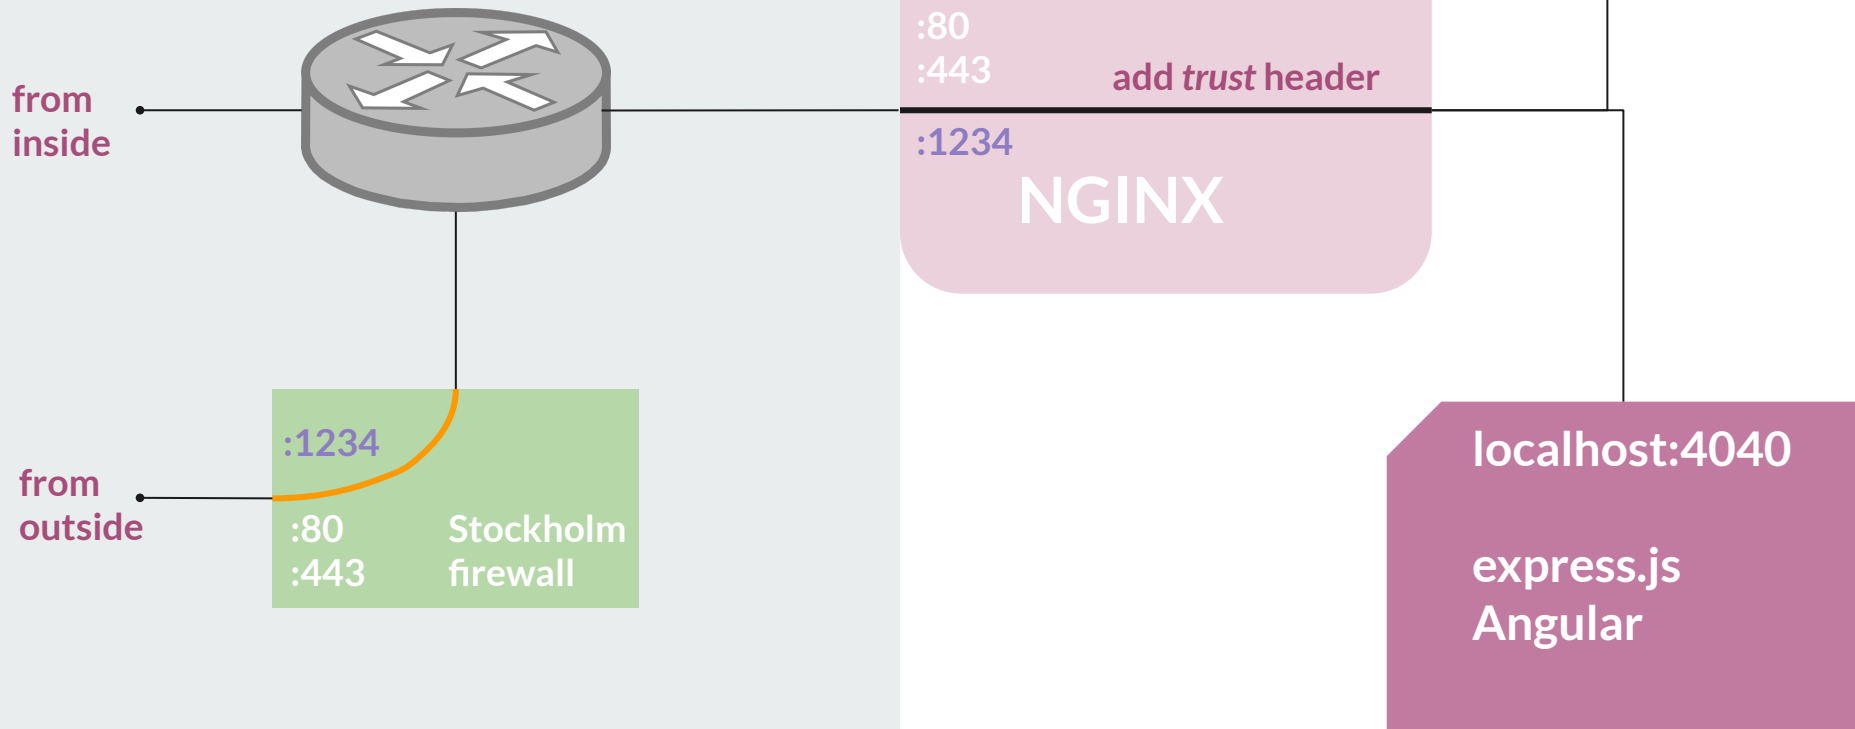 from
inside
:80
:443
add trust header
:1234
NGINX
:1234
from
outside
:80
:443
Stockholm
firewall
localhost:4040
express.js
Angular